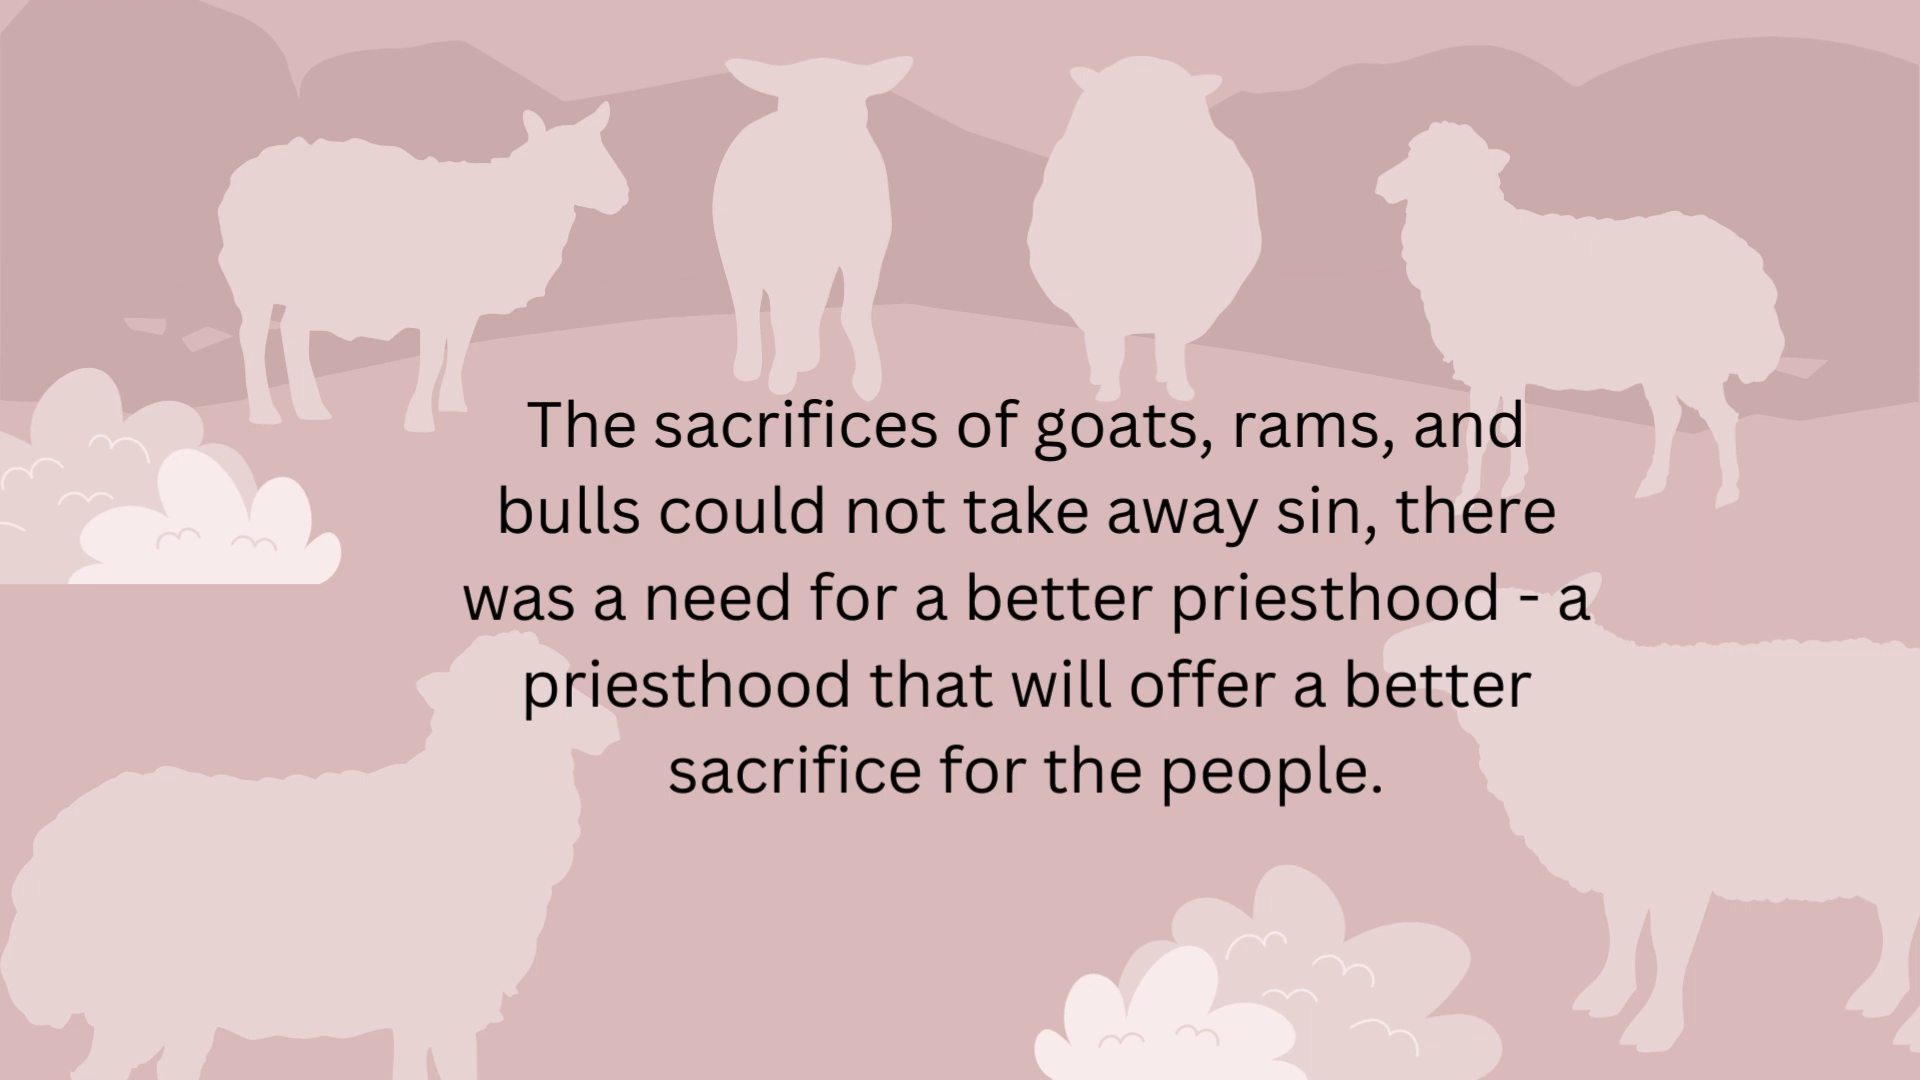 The sacrifices of goats, rams, and
bulls could not take away sin, there
was a need for a better priesthood - a
priesthood that will offer a better
sacrifice for the people.